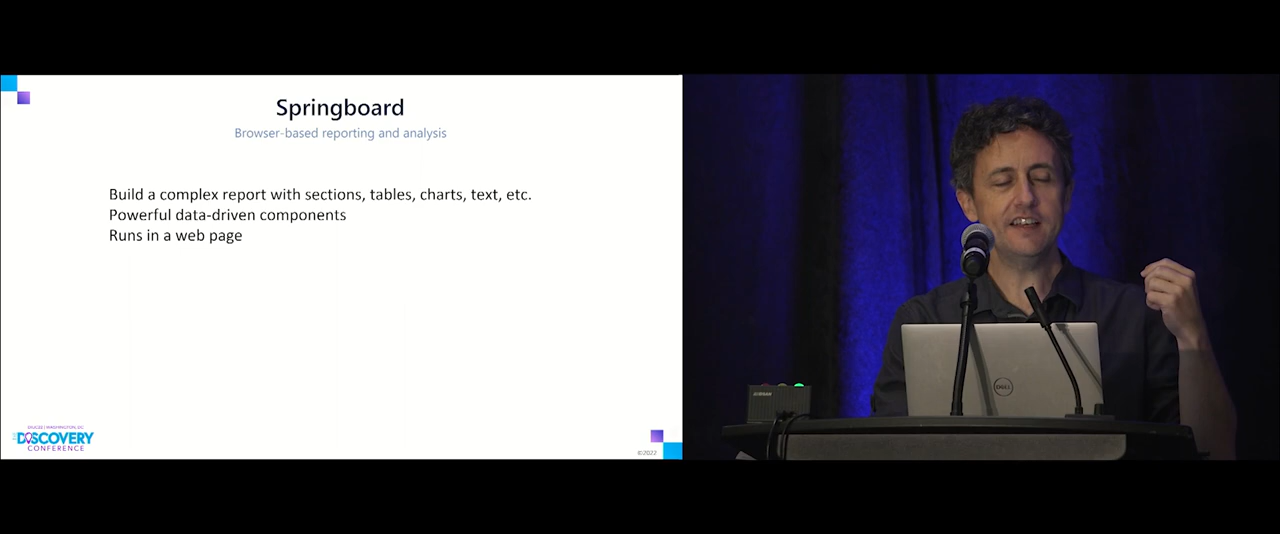 Springboard
Browser-based reporting and analysis
Build a complex report with sections, tables, charts, text, etc.
Powerful data-driven components
Runs in a web page
DISCOVERY
CONFERENCE
©2022
DELL